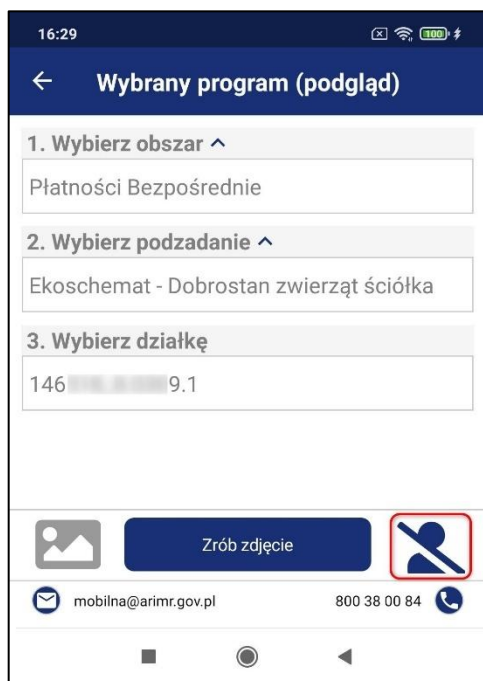 16:29
100
Wybrany program (podgląd)
1. Wybierz obszar
Płatności Bezpośrednie
2. Wybierz podzadanie
Ekoschemat - Dobrostan zwierząt ściółka
3. Wybierz działkę
146 9.1
Zrób zdjęcie
mobilna@arimr.gov.pl
800 38 00 84